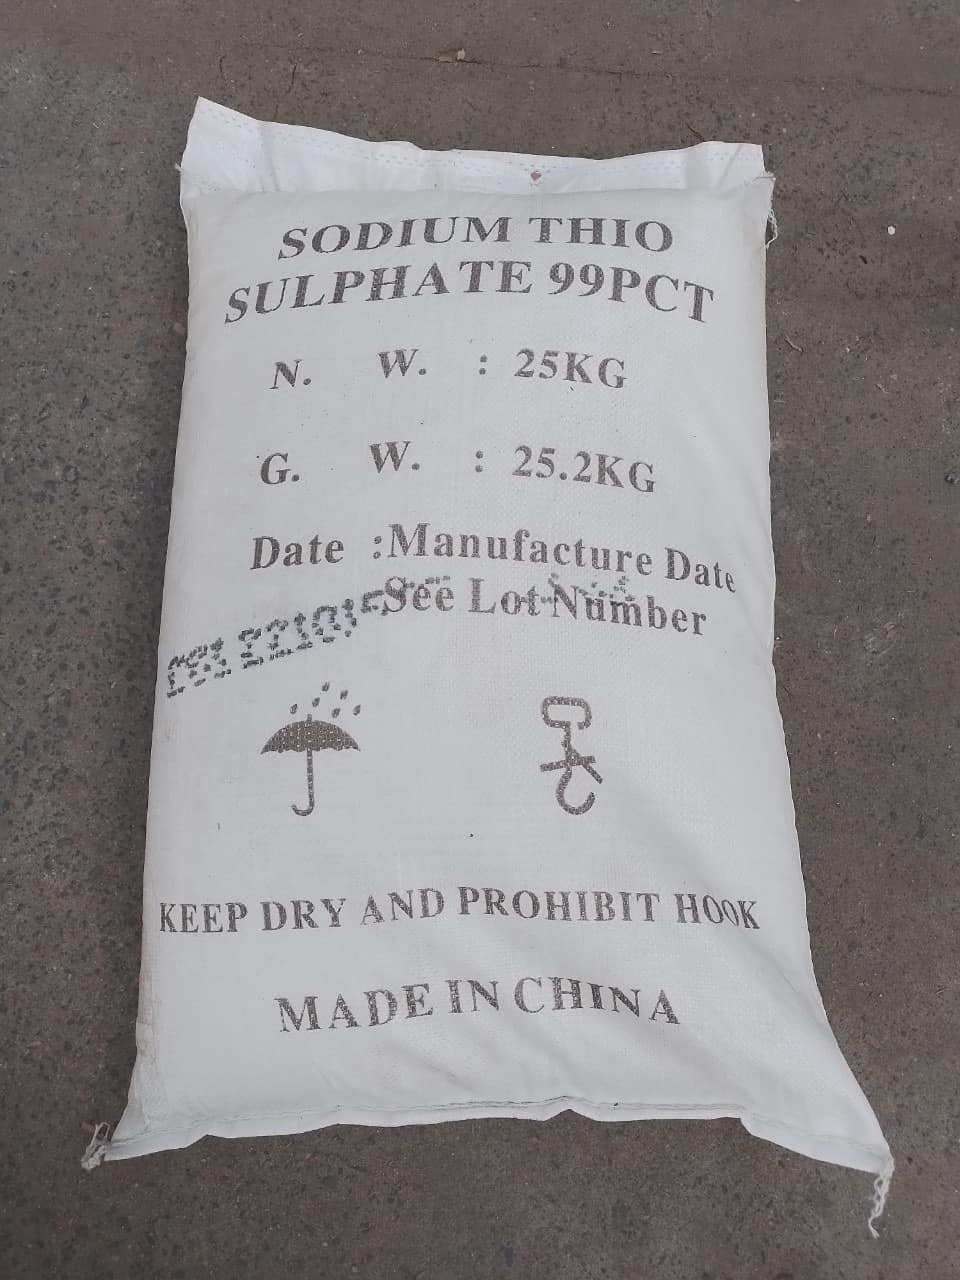 SODIUM THIO
SULPHATE 99PCT
N. W. : 25KG
G. W. : 25.2KG
Date :Manufacture Date
See Lot Number
KEEP DRY AND PROHIBIT HOOK
MADE IN CHINA